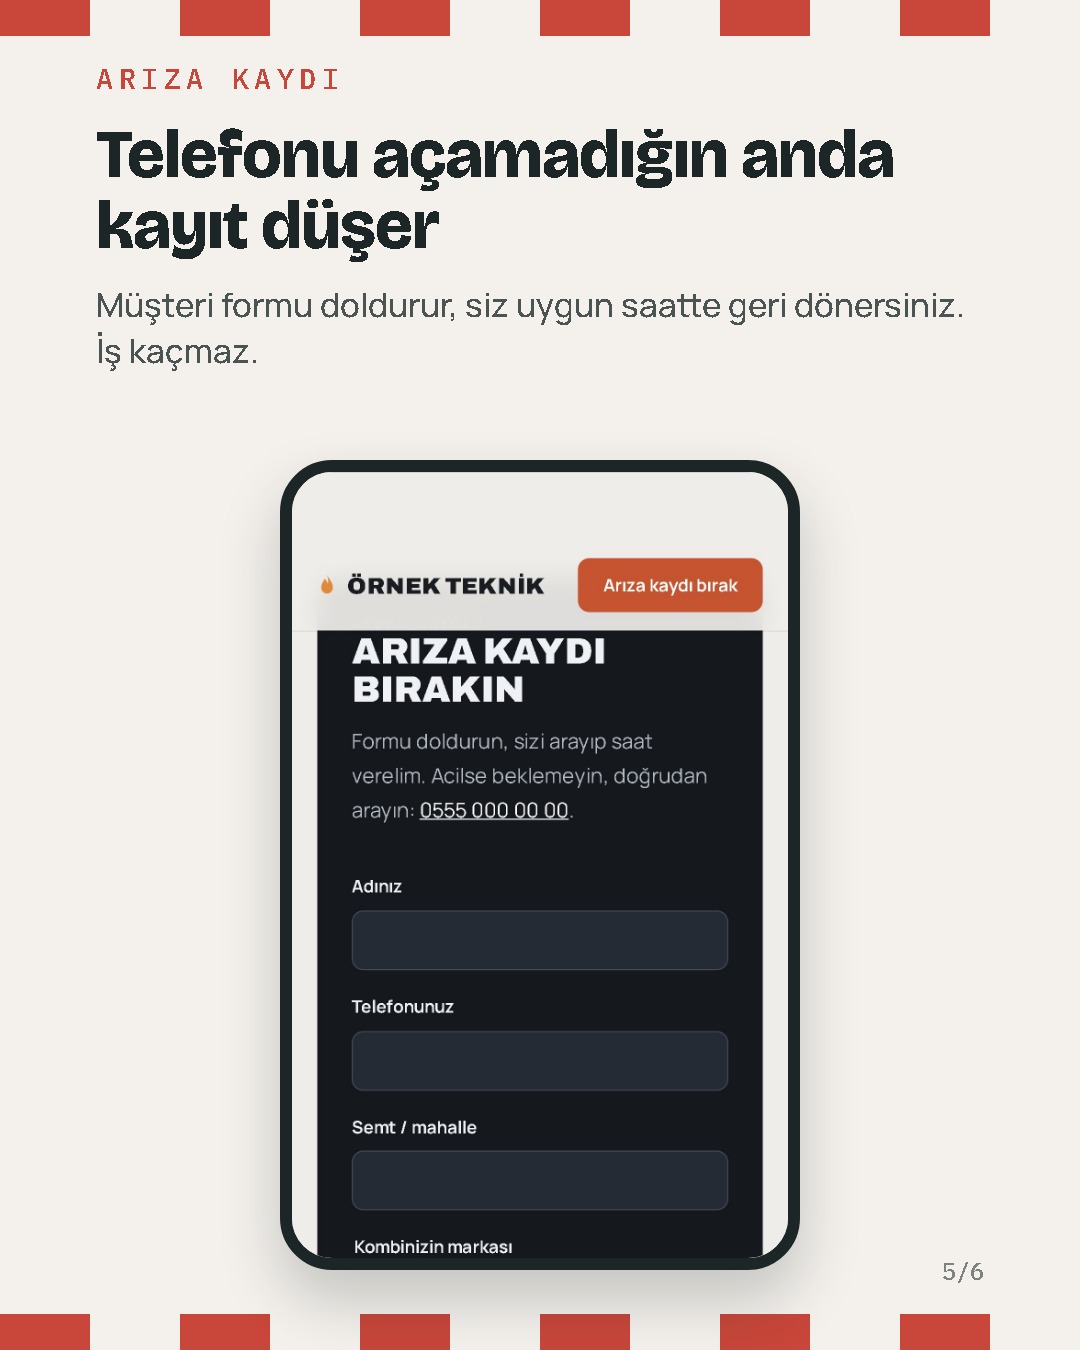 ARIZA KAYDI
Telefonu açamadığın anda
kayıt düşer
Müşteri formu doldurur, siz uygun saatte geri dönersiniz.
İş kaçmaz.
ÖRNEK TEKNİK
Arıza kaydı bırak
ARIZA KAYDI
BIRAKIN
Formu doldurun, sizi arayıp saat
verelim. Acilse beklemeyin, doğrudan
arayın: 0555 000 00 00.
Adınız
Telefonunuz
Semt / mahalle
Kombinizin markası
5/6